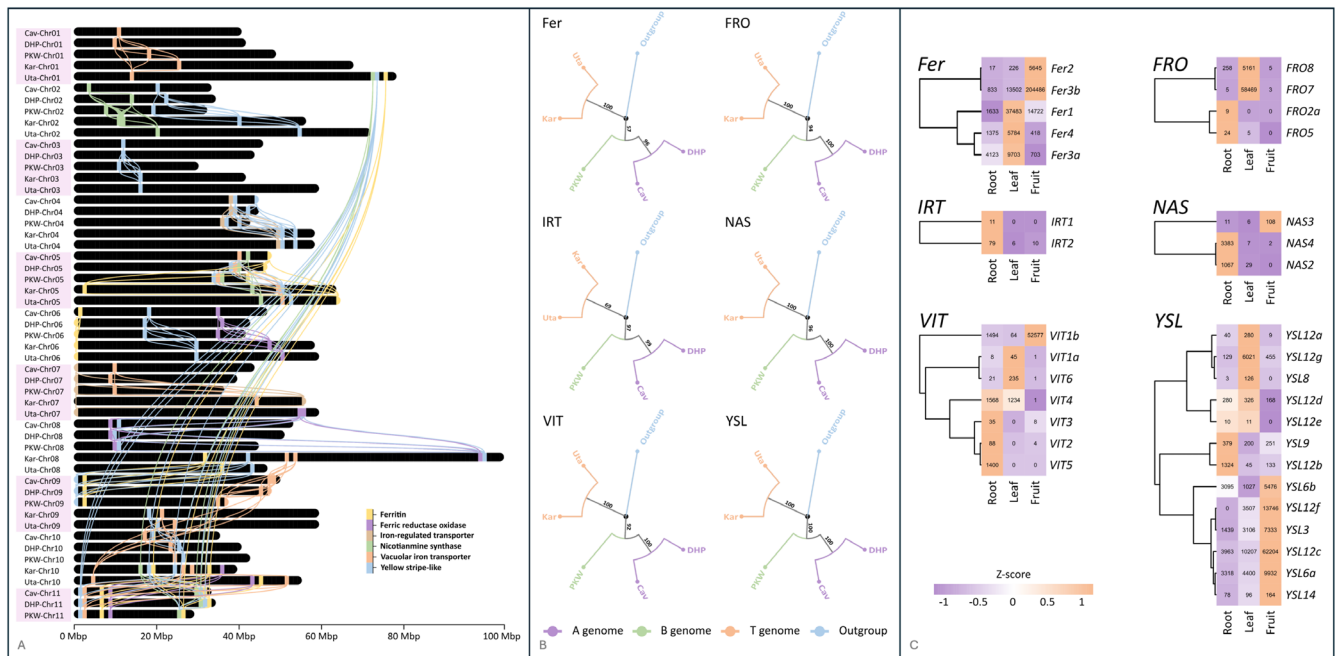 Cav-Chr01
DHP-Chr01
PKW-Chr01
Kar-Chr01
Uta-Chr01
Cav-Chr02
DHP-Chr02
PKW-Chr02
Kar-Chr02
Uta-Chr02
Cav-Chr03
DHP-Chr03
PKW-Chr03
Kar-Chr03
Uta-Chr03
Cav-Chr04
DHP-Chr04
PKW-Chr04
Kar-Chr04
Uta-Chr04
Cav-Chr05
DHP-Chr05
PKW-Chr05
Kar-Chr05
Uta-Chr05
Cav-Chr06
DHP-Chr06
PKW-Chr06
Kar-Chr06
Uta-Chr06
Cav-Chr07
DHP-Chr07
PKW-Chr07
Kar-Chr07
Uta-Chr07
Cav-Chr08
DHP-Chr08
PKW-Chr08
Kar-Chr08
Uta-Chr08
Cav-Chr09
DHP-Chr09
PKW-Chr09
Kar-Chr09
Uta-Chr09
Cav-Chr10
DHP-Chr10
PKW-Chr10
Kar-Chr10
Uta-Chr10
Cav-Chr11
DHP-Chr11
PKW-Chr11
Ferritin
Ferric reductase oxidase
Iron-regulated transporter
Nicotianmine synthase
Vacuolar iron transporter
Yellow stripe-like
0 Mbp 20 Mbp 40 Mbp 60 Mbp 80 Mbp 100 Mbp
A
Fer
Outgroup
Uta
Kar
100
57
96
PKW
DHP
Cav
FRO
Outgroup
Uta
Kar
100
94
100
PKW
DHP
Cav
IRT
Outgroup
Kar
Uta
69
97
99
PKW
DHP
Cav
NAS
Outgroup
Uta
Kar
100
96
100
PKW
DHP
Cav
VIT
Outgroup
Uta
Kar
100
92
100
PKW
DHP
Cav
YSL
Outgroup
Uta
Kar
100
100
100
PKW
DHP
Cav
A genome B genome T genome Outgroup
B
Fer
17 226 5645 Fer2
833 13502 204486 Fer3b
1633 37483 14722 Fer1
1375 5784 418 Fer4
4123 9703 703 Fer3a
Root Leaf Fruit
FRO
258 5161 5 FRO8
5 58469 3 FRO7
9 0 0 FRO2a
24 5 0 FRO5
Root Leaf Fruit
IRT
11 0 0 IRT1
79 6 10 IRT2
Root Leaf Fruit
NAS
11 6 108 NAS3
3383 7 2 NAS4
1067 29 0 NAS2
Root Leaf Fruit
VIT
1494 64 52577 VIT1b
8 45 1 VIT1a
21 235 1 VIT6
1568 1234 1 VIT4
35 0 8 VIT3
88 0 4 VIT2
1400 0 0 VIT5
Root Leaf Fruit
YSL
40 280 9 YSL12a
129 6021 455 YSL12g
3 126 0 YSL8
280 326 168 YSL12d
10 11 0 YSL12e
379 200 251 YSL9
1324 45 133 YSL12b
3095 1027 5476 YSL6b
0 3507 13746 YSL12f
1439 3106 7333 YSL3
3963 10207 62204 YSL12c
3318 4400 9932 YSL6a
78 96 164 YSL14
Root Leaf Fruit
Z-score
-1 -0.5 0 0.5 1
C